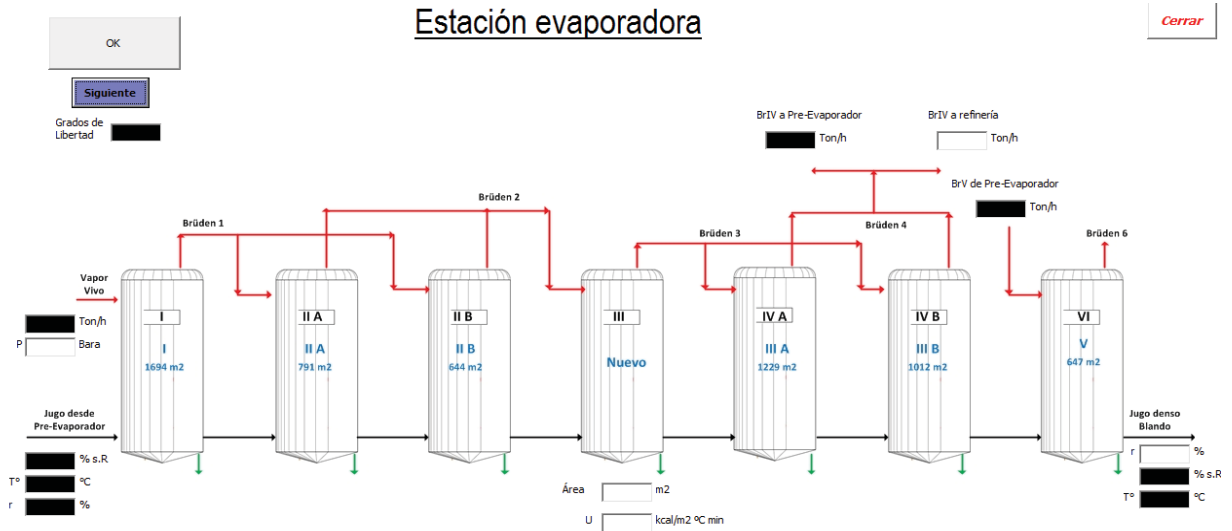 Estación evaporadora
Cerrar
OK
Siguiente
Grados de
Libertad
BrIV a Pre-Evaporador
Ton/h
BrIV a refinería
Ton/h
BrV de Pre-Evaporador
Ton/h
Brüden 1
Brüden 2
Brüden 3
Brüden 4
Brüden 6
Vapor
Vivo
Ton/h
P
Bara
I
I
1694 m2
II A
II A
791 m2
II B
II B
644 m2
III
Nuevo
IV A
III A
1229 m2
IV B
III B
1012 m2
VI
V
647 m2
Jugo desde
Pre-Evaporador
% s.R
T° ºC
r %
Área m2
U kcal/m2 ºC min
Jugo denso
Blando
r %
% s.R
T° ºC